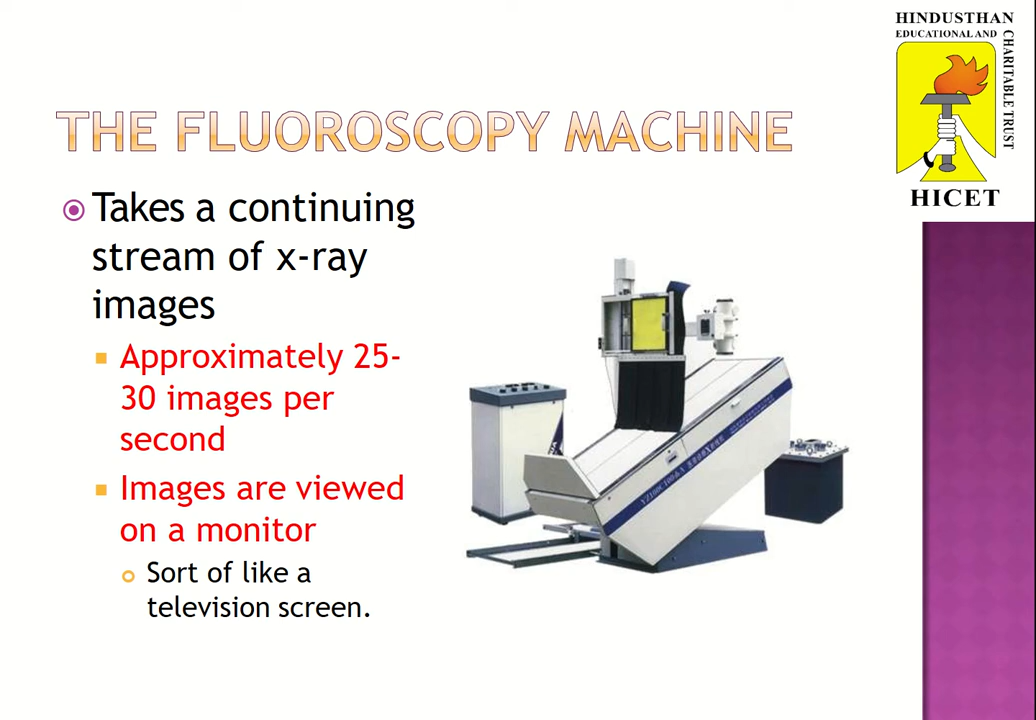 HINDUSTHAN
EDUCATIONAL AND
CHARITABLE TRUST
HICET
THE FLUOROSCOPY MACHINE
Takes a continuing
stream of x-ray
images
Approximately 25-
30 images per
second
Images are viewed
on a monitor
Sort of like a
television screen.